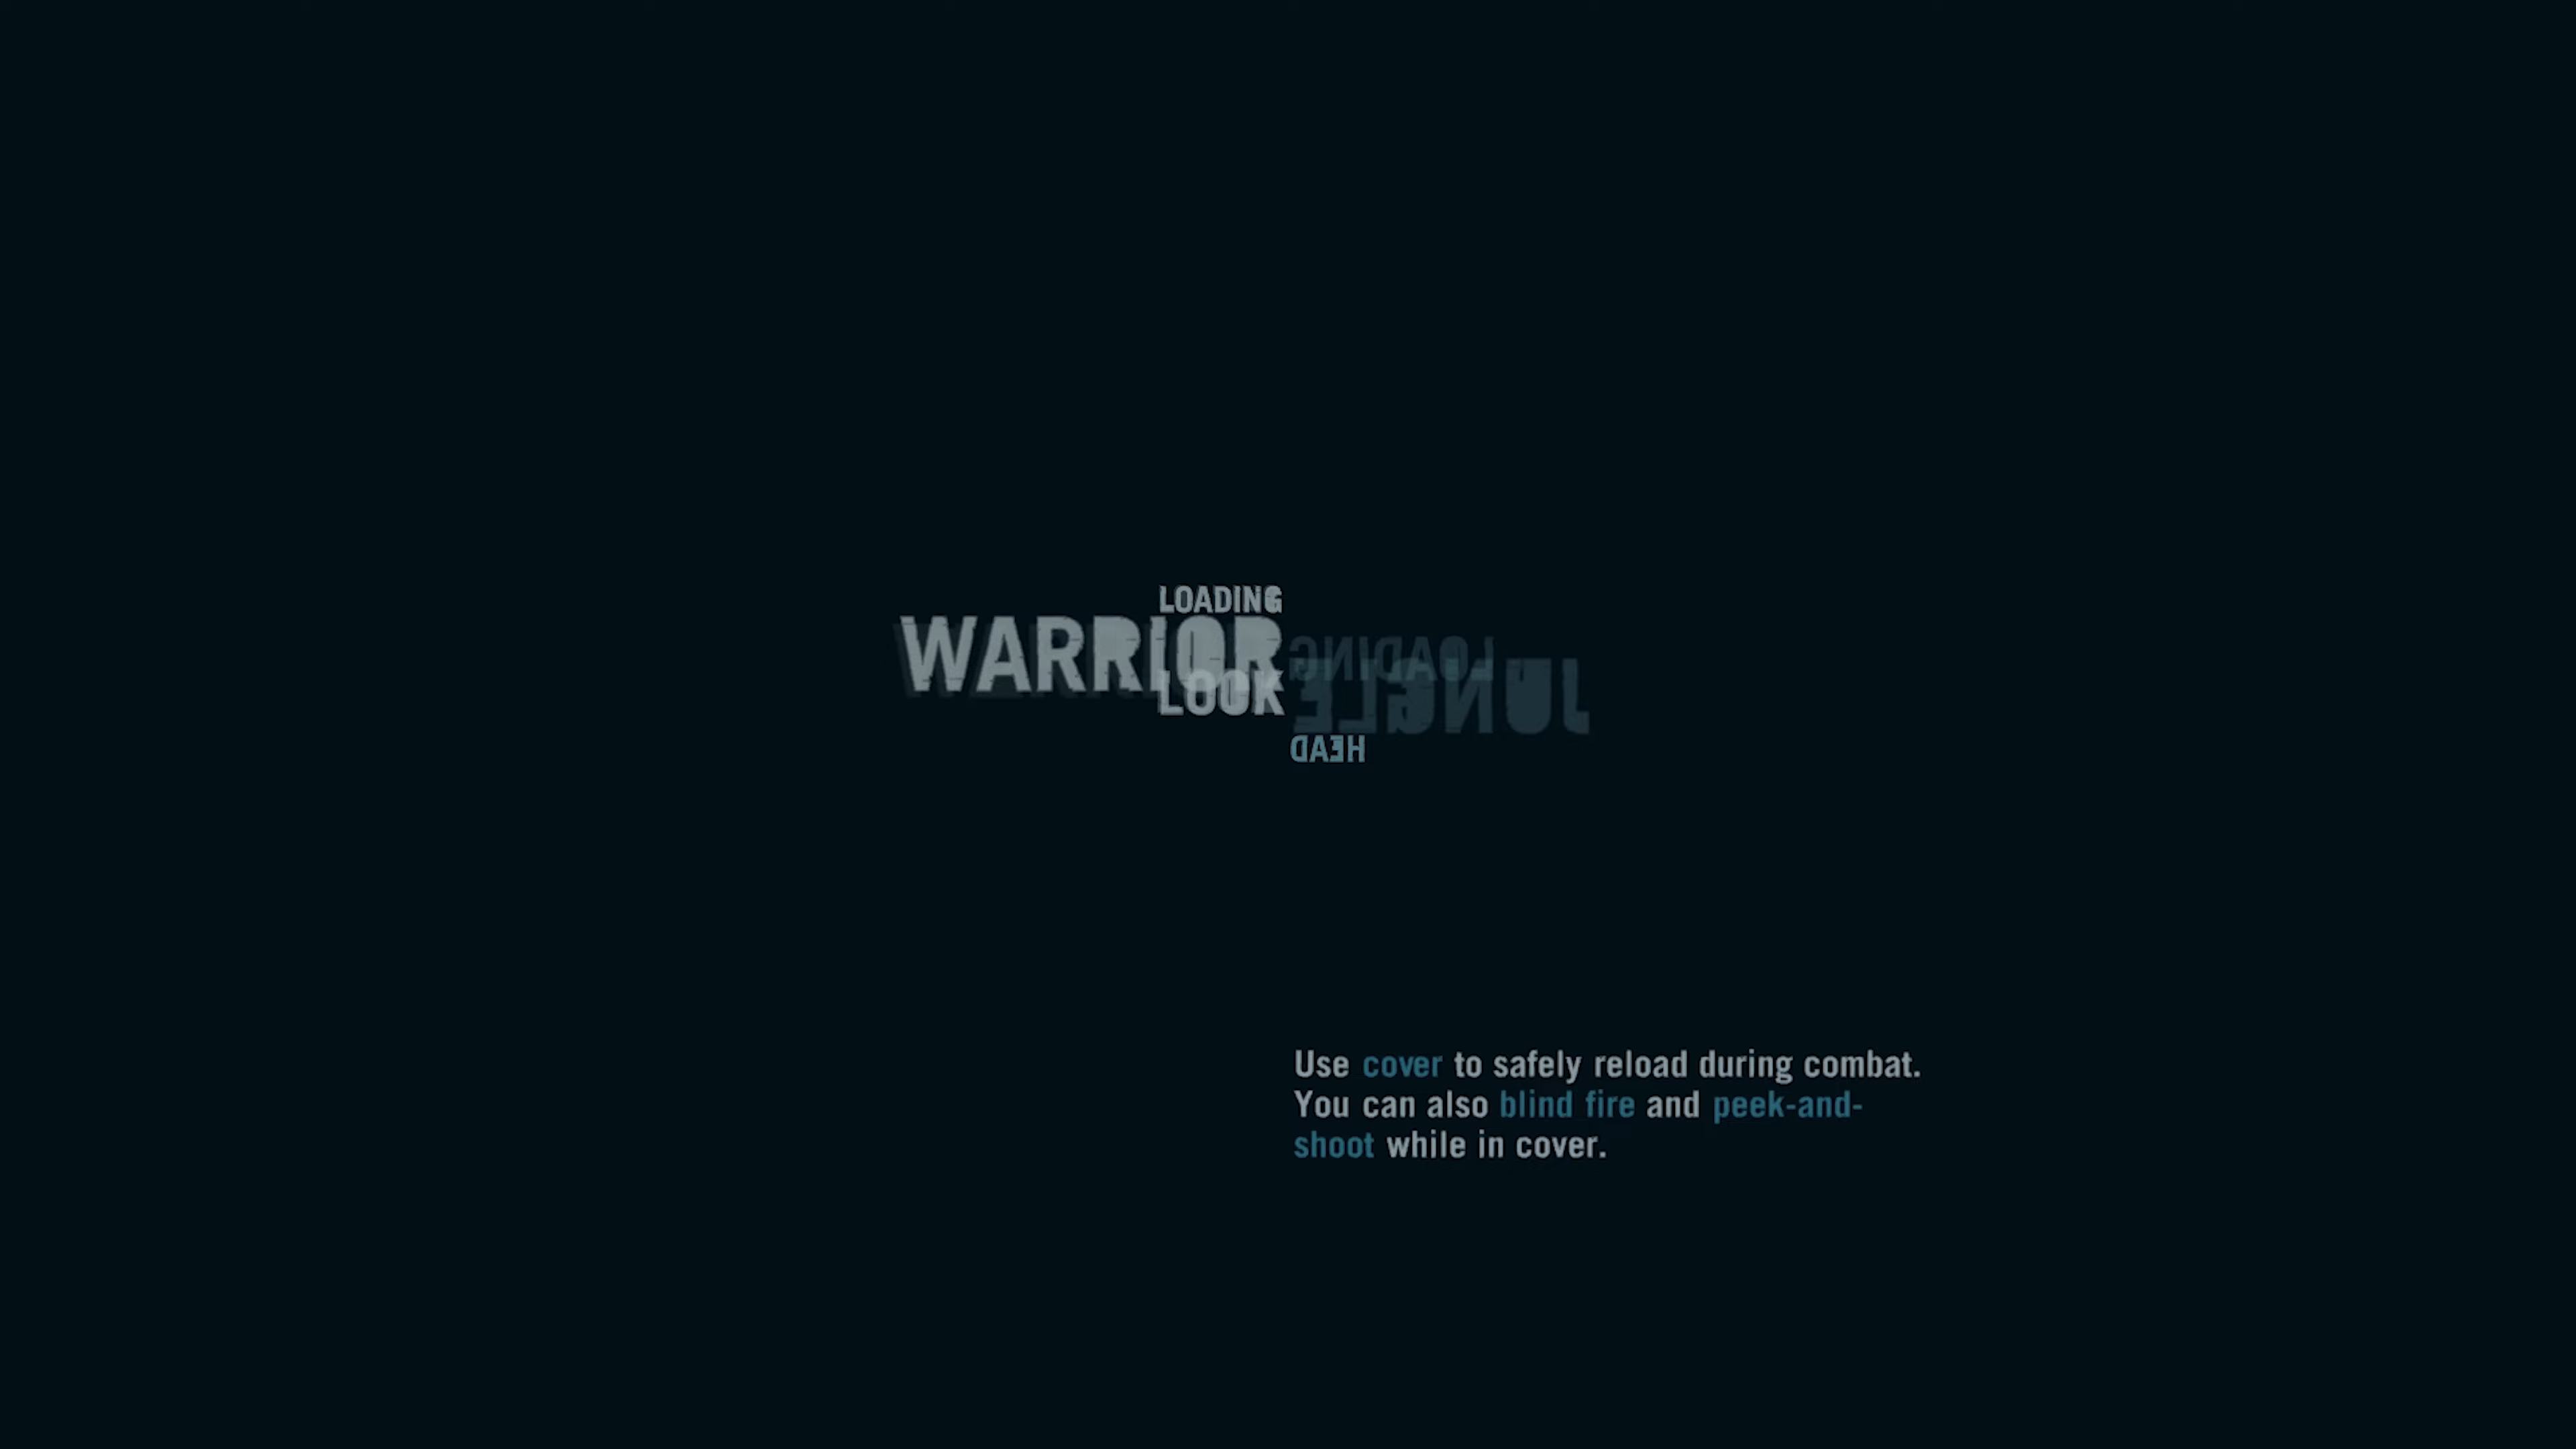 LOADING
WARRIOR
LOADING
JUNGLE
LOOK
HEAD
Use cover to safely reload during combat.
You can also blind fire and peek-and-
shoot while in cover.